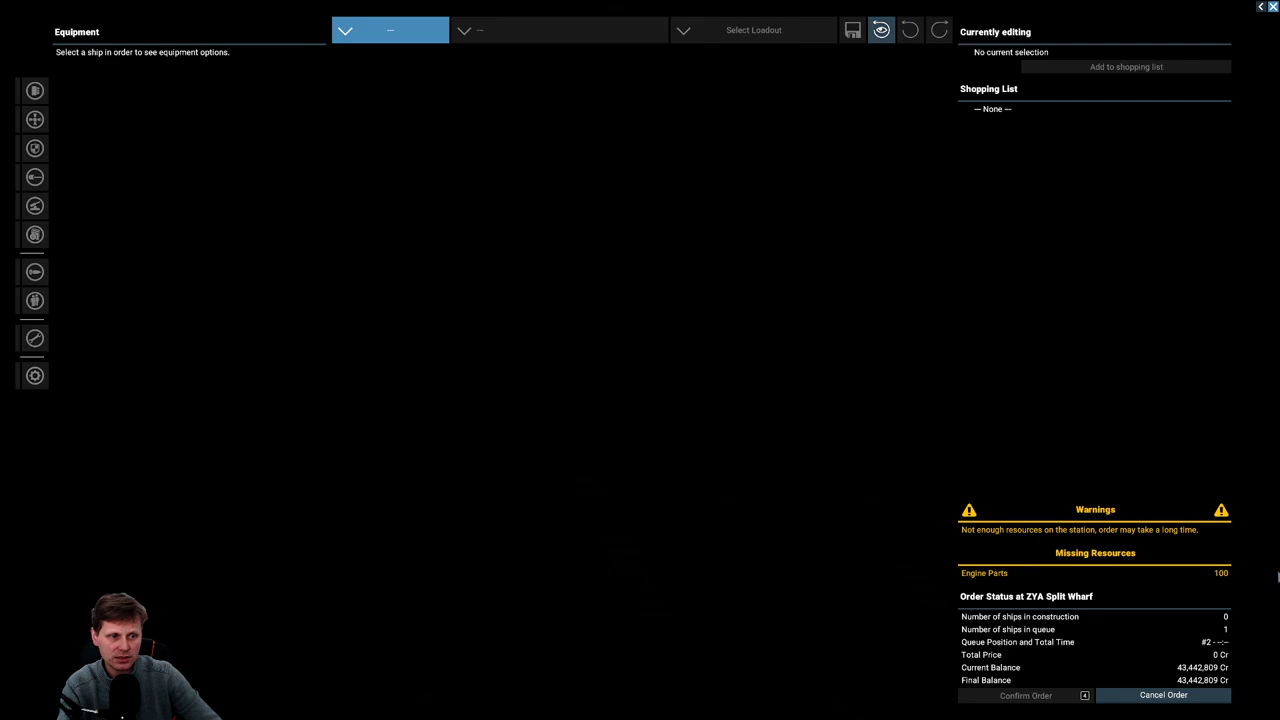 Equipment
Select a ship in order to see equipment options.
—
—
Select Loadout
Currently editing
No current selection
Add to shopping list
Shopping List
— None —
Warnings
Not enough resources on the station, order may take a long time.
Missing Resources
Engine Parts 100
Order Status at ZYA Split Wharf
Number of ships in construction 0
Number of ships in queue 1
Queue Position and Total Time #2 - --:--
Total Price 0 Cr
Current Balance 43,442,809 Cr
Final Balance 43,442,809 Cr
Confirm Order 4 Cancel Order